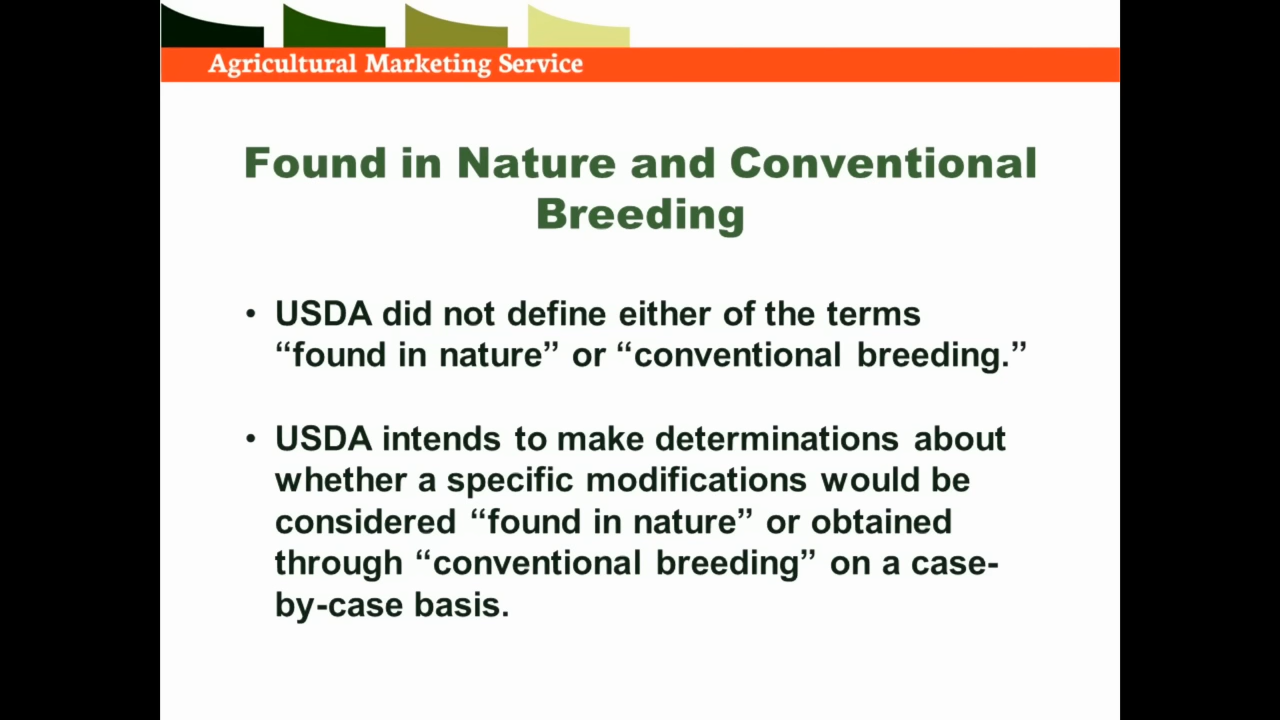 Agricultural Marketing Service
Found in Nature and Conventional
Breeding
• USDA did not define either of the terms
“found in nature” or “conventional breeding.”
• USDA intends to make determinations about
whether a specific modifications would be
considered “found in nature” or obtained
through “conventional breeding” on a case-
by-case basis.